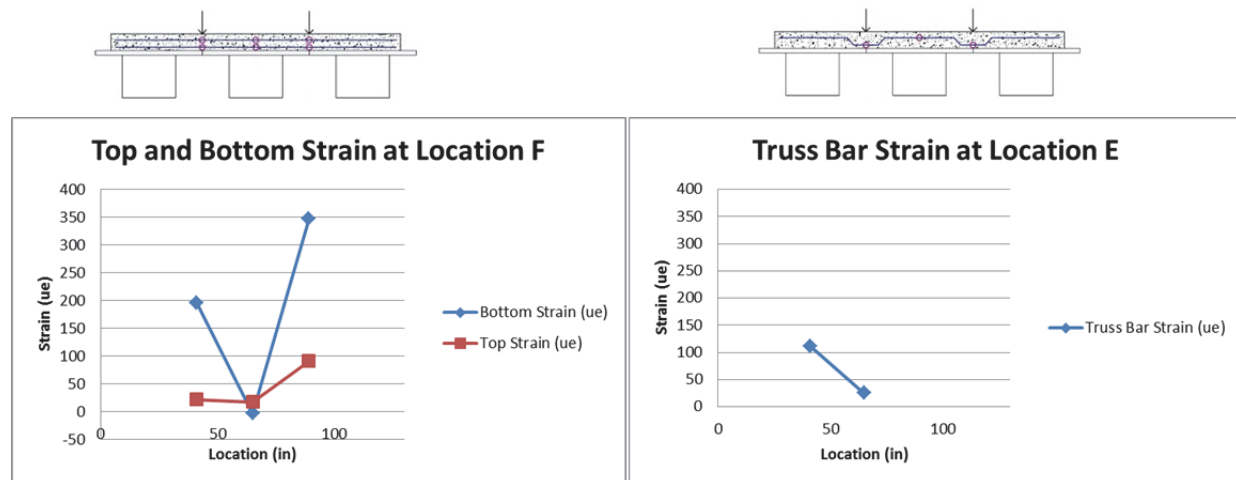 Top and Bottom Strain at Location F
400
350
300
250
200
150
100
50
0
-50
Strain (ue)
0
50
100
Location (in)
Bottom Strain (ue)
Top Strain (ue)
Truss Bar Strain at Location E
400
350
300
250
200
150
100
50
0
Strain (ue)
0
50
100
Location (in)
Truss Bar Strain (ue)